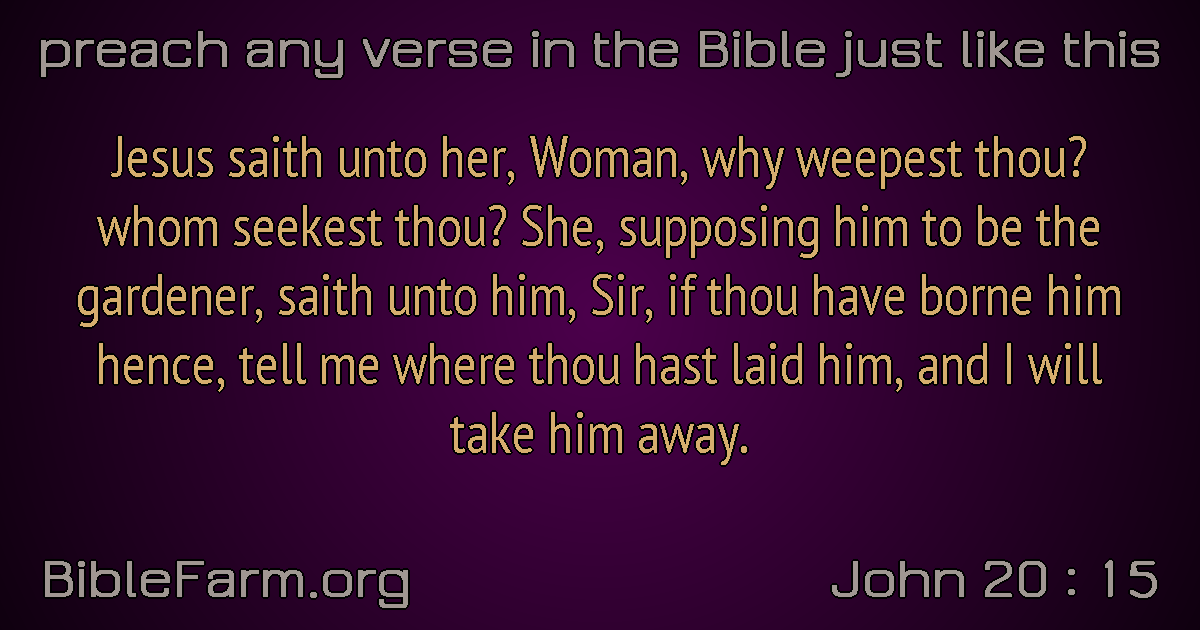 preach any verse in the Bible just like this
Jesus saith unto her, Woman, why weepest thou?
whom seekest thou? She, supposing him to be the
gardener, saith unto him, Sir, if thou have borne him
hence, tell me where thou hast laid him, and I will
take him away.
BibleFarm.org
John 20 : 15